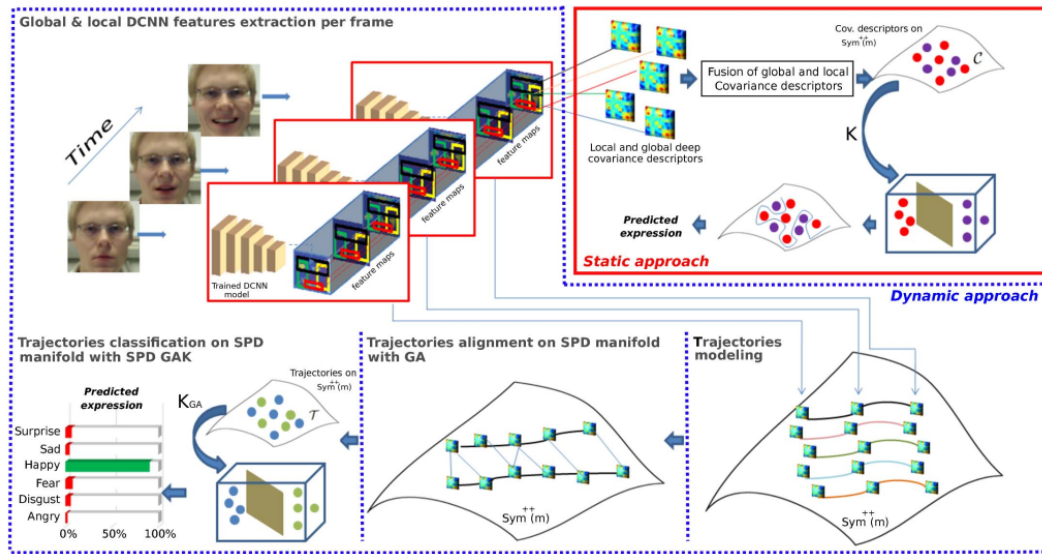 Global & local DCNN features extraction per frame
Time
Trained DCNN
model
feature maps
feature maps
feature maps
Local and global deep
covariance descriptors
Fusion of global and local
Covariance descriptors
Cov. descriptors on
Sym⁺⁺(m)
C
K
Predicted
expression
Static approach
Dynamic approach
Trajectories classification on SPD
manifold with SPD GAK
Predicted
expression
Surprise
Sad
Happy
Fear
Disgust
Angry
0%
50%
100%
K_GA
Trajectories on
Sym⁺⁺(m)
T
Trajectories alignment on SPD manifold
with GA
Sym⁺⁺(m)
Trajectories
modeling
Sym⁺⁺(m)